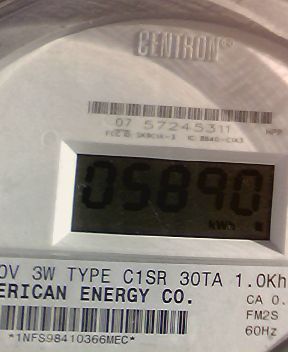 CENTRON®
07 57245311
05890
kWh
0V 3W TYPE C1SR 30TA 1.0Kh
ERICAN ENERGY CO.
CA 0.
FM2S
60Hz
*1NFS98410366MEC*